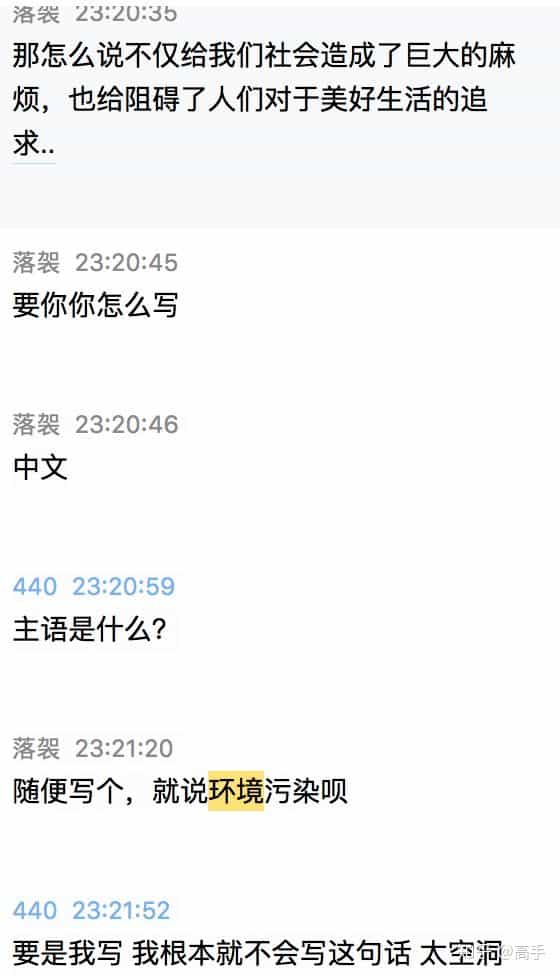 落袈 23:20:35
那怎么说不仅给我们社会造成了巨大的麻
烦，也给阻碍了人们对于美好生活的追
求..
落袈 23:20:45
要你你怎么写
落袈 23:20:46
中文
440 23:20:59
主语是什么？
落袈 23:21:20
随便写个，就说环境污染呗
440 23:21:52
要是我写 我根本就不会写这句话 太空洞
知乎 @高手